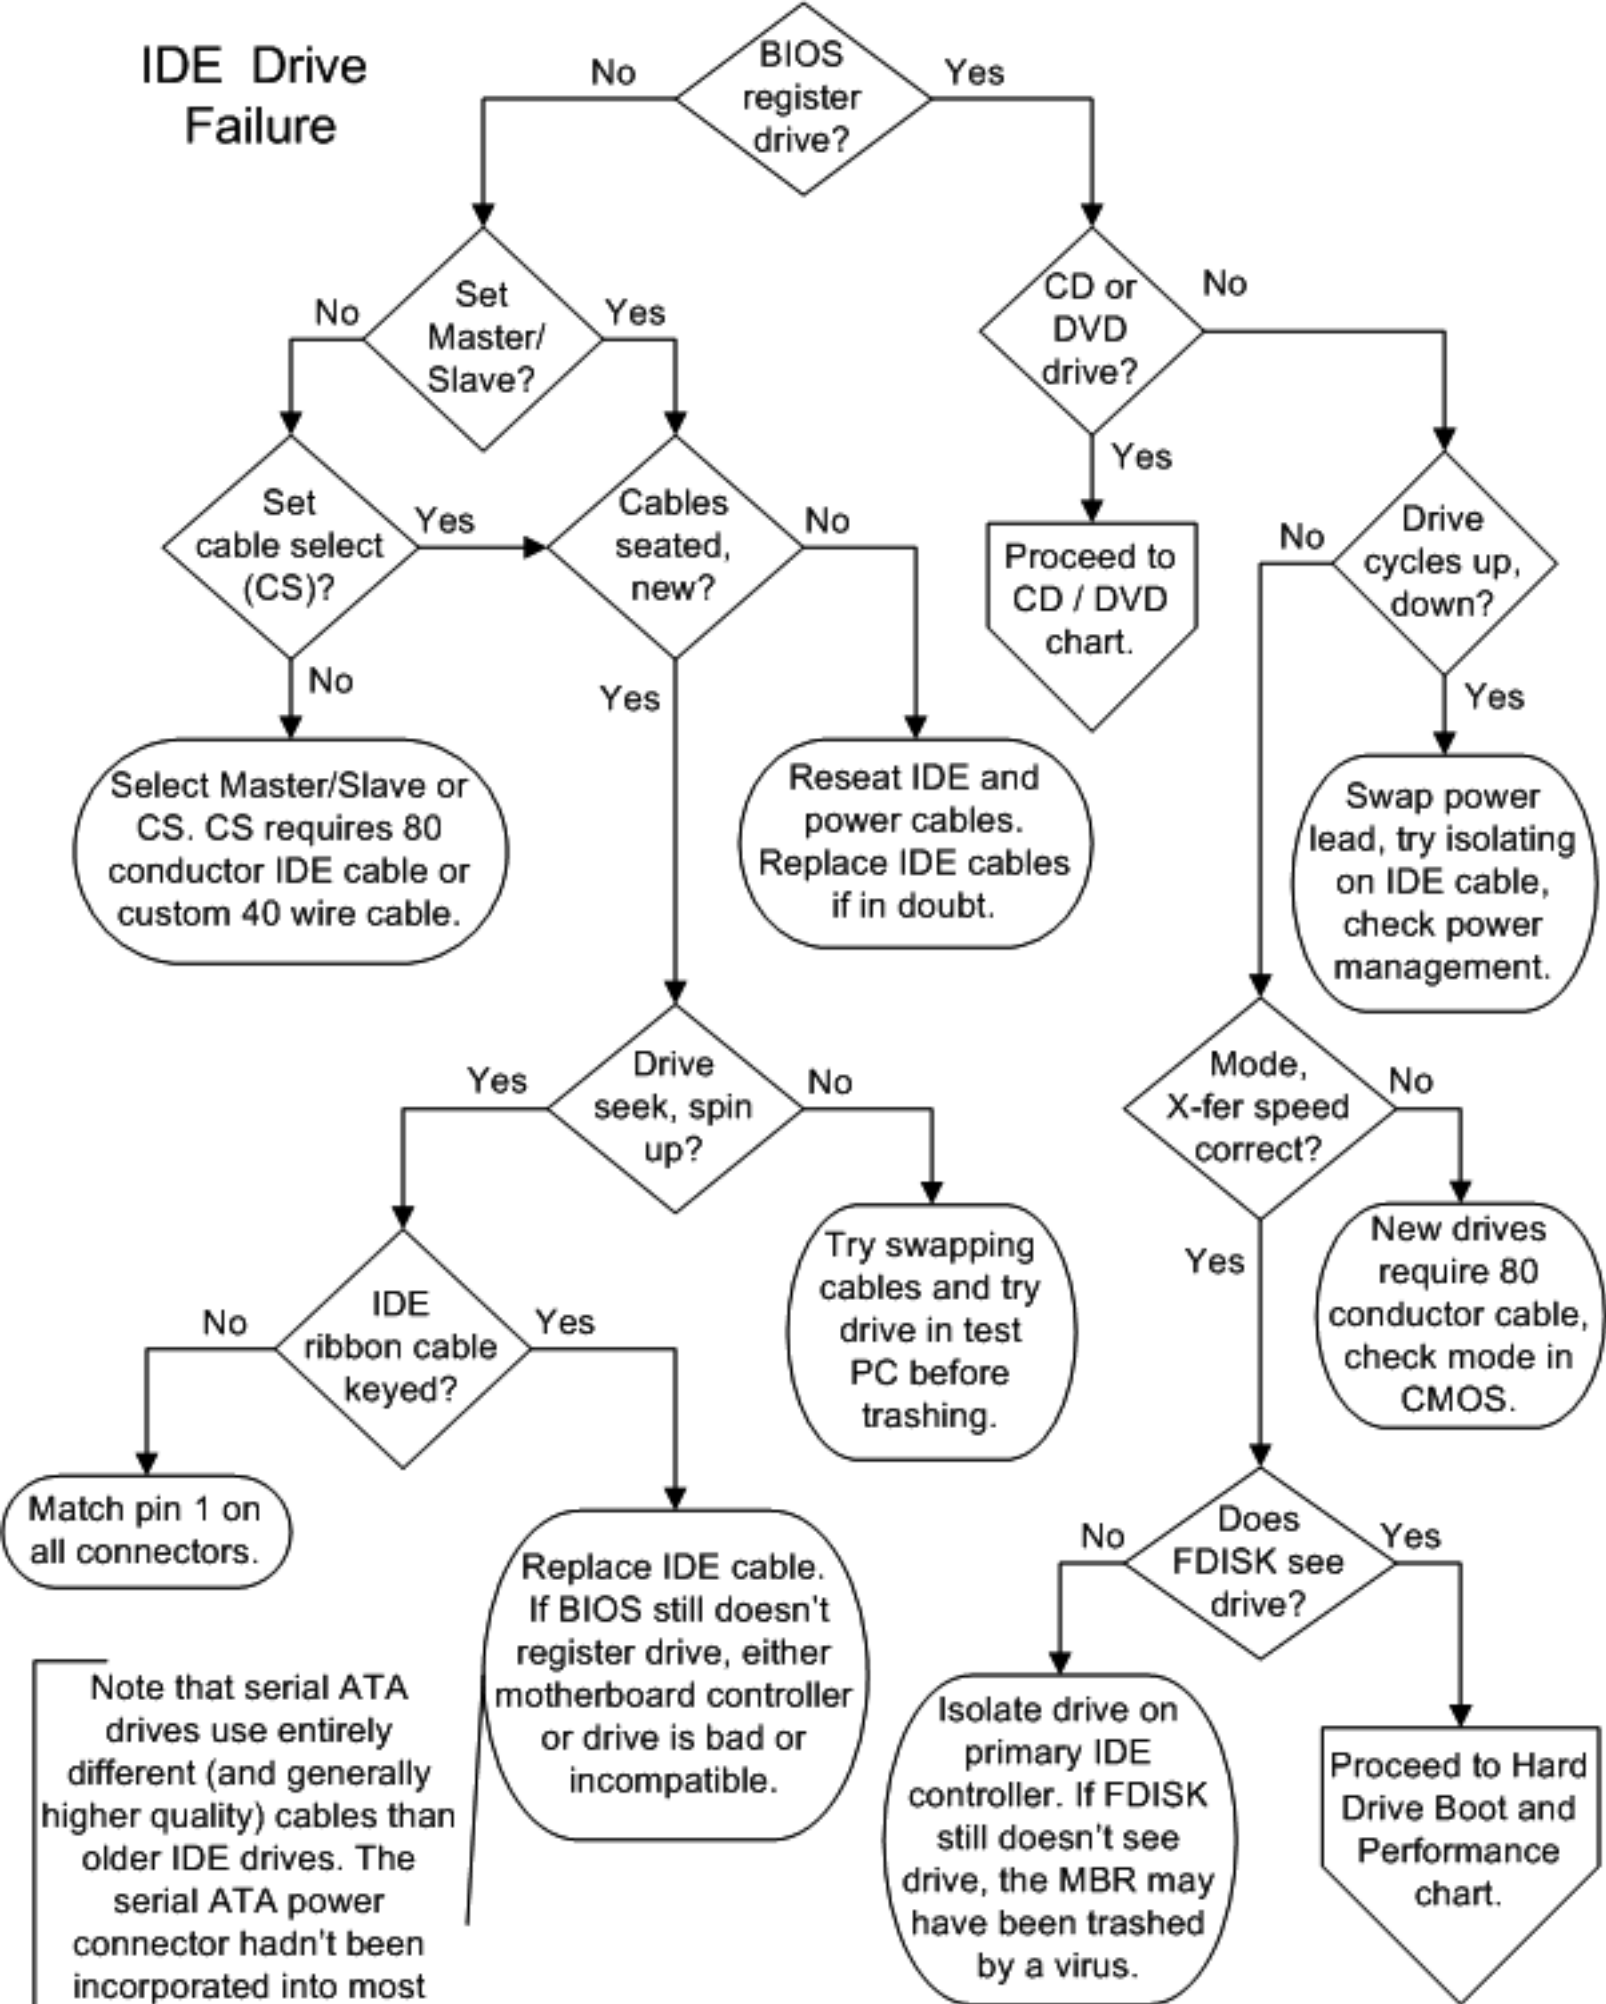 IDE Drive
Failure
BIOS
register
drive?
No
Yes
Set
Master/
Slave?
No
Yes
CD or
DVD
drive?
No
Yes
Set
cable select
(CS)?
Yes
No
Cables
seated,
new?
No
Yes
Proceed to
CD / DVD
chart.
Drive
cycles up,
down?
No
Yes
Select Master/Slave or
CS. CS requires 80
conductor IDE cable or
custom 40 wire cable.
Reseat IDE and
power cables.
Replace IDE cables
if in doubt.
Swap power
lead, try isolating
on IDE cable,
check power
management.
Drive
seek, spin
up?
Yes
No
Mode,
X-fer speed
correct?
No
Yes
IDE
ribbon cable
keyed?
No
Yes
Try swapping
cables and try
drive in test
PC before
trashing.
New drives
require 80
conductor cable,
check mode in
CMOS.
Match pin 1 on
all connectors.
Replace IDE cable.
If BIOS still doesn't
register drive, either
motherboard controller
or drive is bad or
incompatible.
Does
FDISK see
drive?
No
Yes
Note that serial ATA
drives use entirely
different (and generally
higher quality) cables than
older IDE drives. The
serial ATA power
connector hadn't been
incorporated into most
Isolate drive on
primary IDE
controller. If FDISK
still doesn't see
drive, the MBR may
have been trashed
by a virus.
Proceed to Hard
Drive Boot and
Performance
chart.